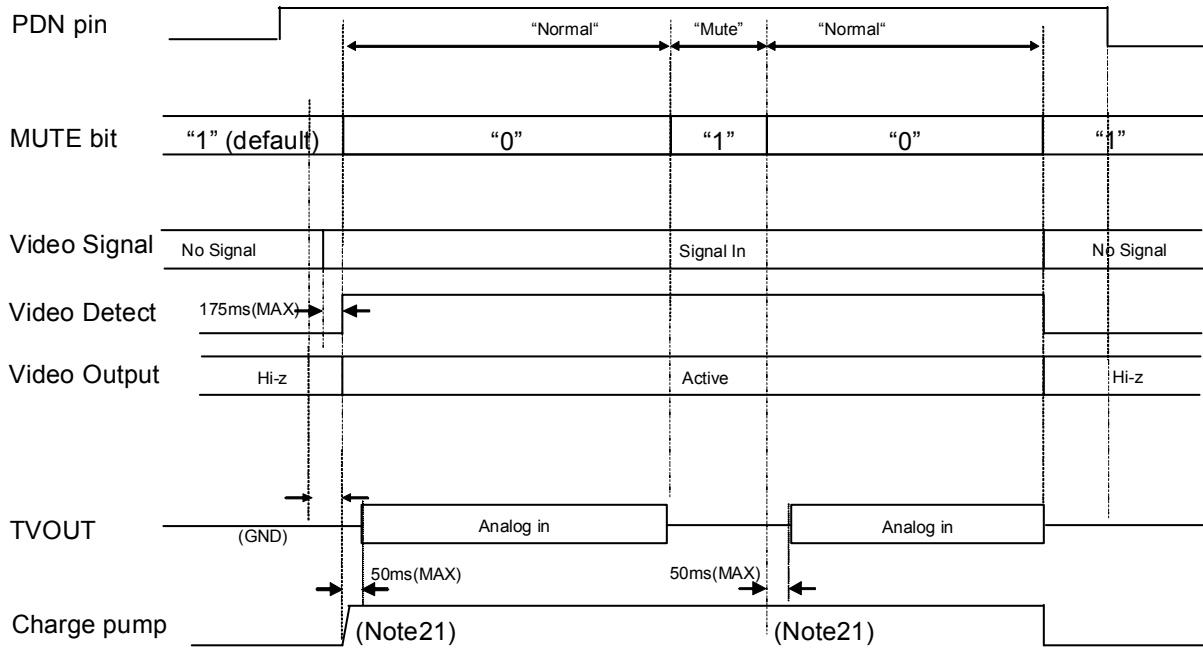 PDN pin
“Normal“ “Mute” “Normal“
MUTE bit “1” (default) “0” “1” “0” “1”
Video Signal No Signal Signal In No Signal
Video Detect 175ms(MAX)
Video Output Hi-z Active Hi-z
TVOUT (GND) Analog in Analog in
50ms(MAX) 50ms(MAX)
Charge pump (Note21) (Note21)